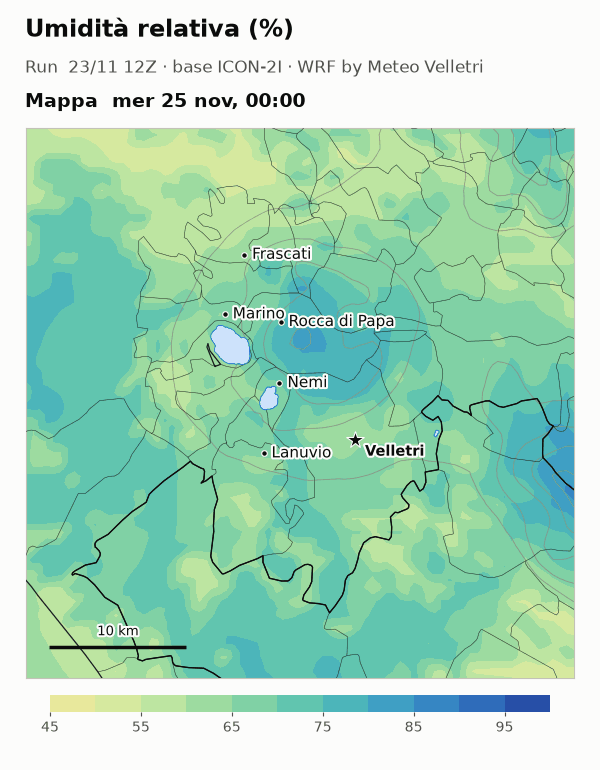 Umidità relativa (%)
Run  23/11 12Z · base ICON-2I · WRF by Meteo Velletri
Mappa  mer 25 nov, 00:00
Frascati
Marino
Rocca di Papa
Nemi
Velletri
Lanuvio
10 km
45 55 65 75 85 95